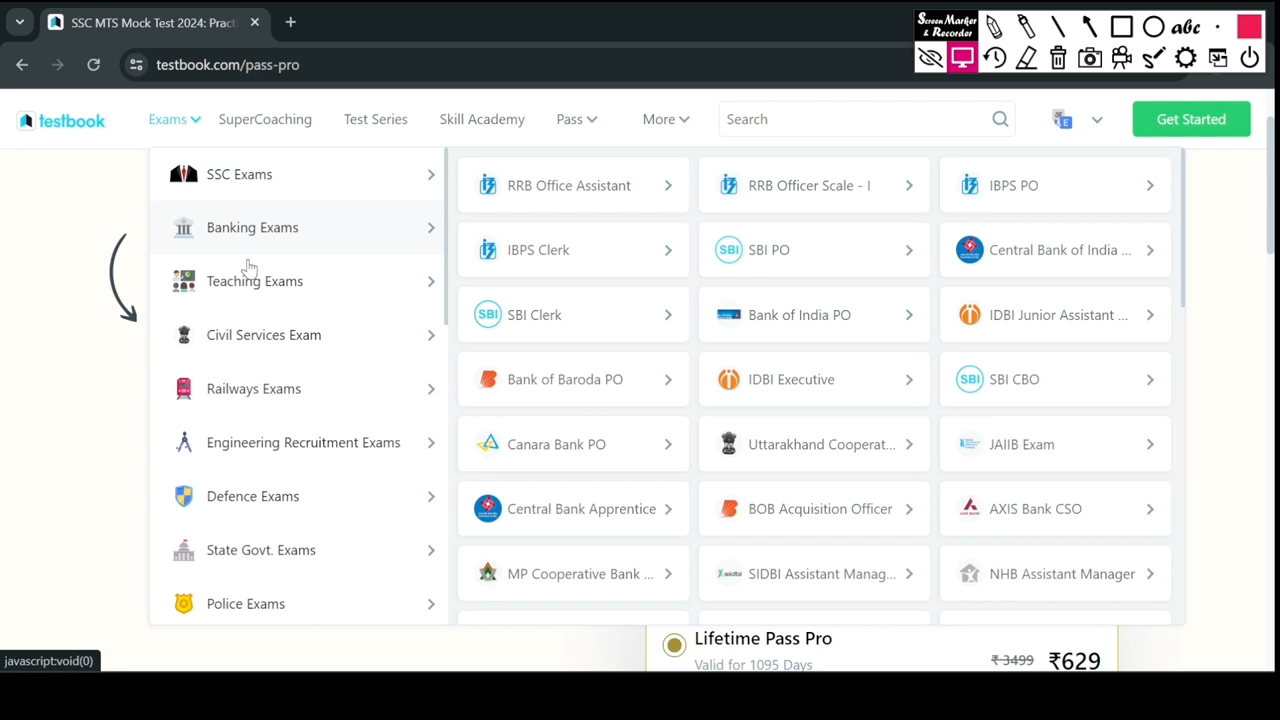 SSC MTS Mock Test 2024: Practi
Screen Marker
& Recorder
abc
testbook.com/pass-pro
testbook
Exams
SuperCoaching
Test Series
Skill Academy
Pass
More
Search
E
Get Started
SSC Exams
Banking Exams
Teaching Exams
Civil Services Exam
Railways Exams
Engineering Recruitment Exams
Defence Exams
State Govt. Exams
Police Exams
RRB Office Assistant
RRB Officer Scale - I
IBPS PO
IBPS Clerk
SBI
SBI PO
Central Bank of India ...
SBI
SBI Clerk
Bank of India PO
IDBI Junior Assistant ...
Bank of Baroda PO
IDBI Executive
SBI
SBI CBO
Canara Bank PO
Uttarakhand Cooperat...
JAIIB Exam
Central Bank Apprentice
BOB Acquisition Officer
AXIS Bank CSO
MP Cooperative Bank ...
sidbi
SIDBI Assistant Manag...
NHB Assistant Manager
Lifetime Pass Pro
Valid for 1095 Days
₹ 3499
₹629
javascript:void(0)